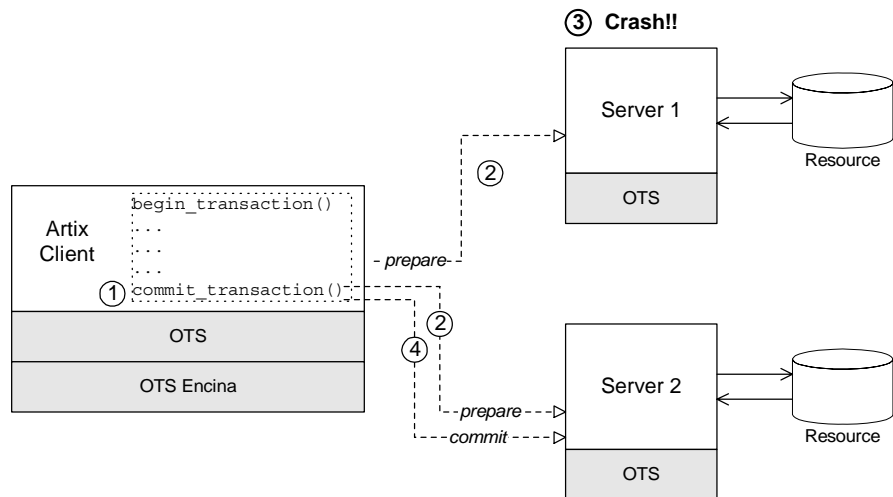 3 Crash!!
Server 1
Resource
OTS
2
Artix
Client
begin_transaction()
...
...
...
1
commit_transaction()
prepare
2
4
OTS
OTS Encina
prepare
commit
Server 2
Resource
OTS